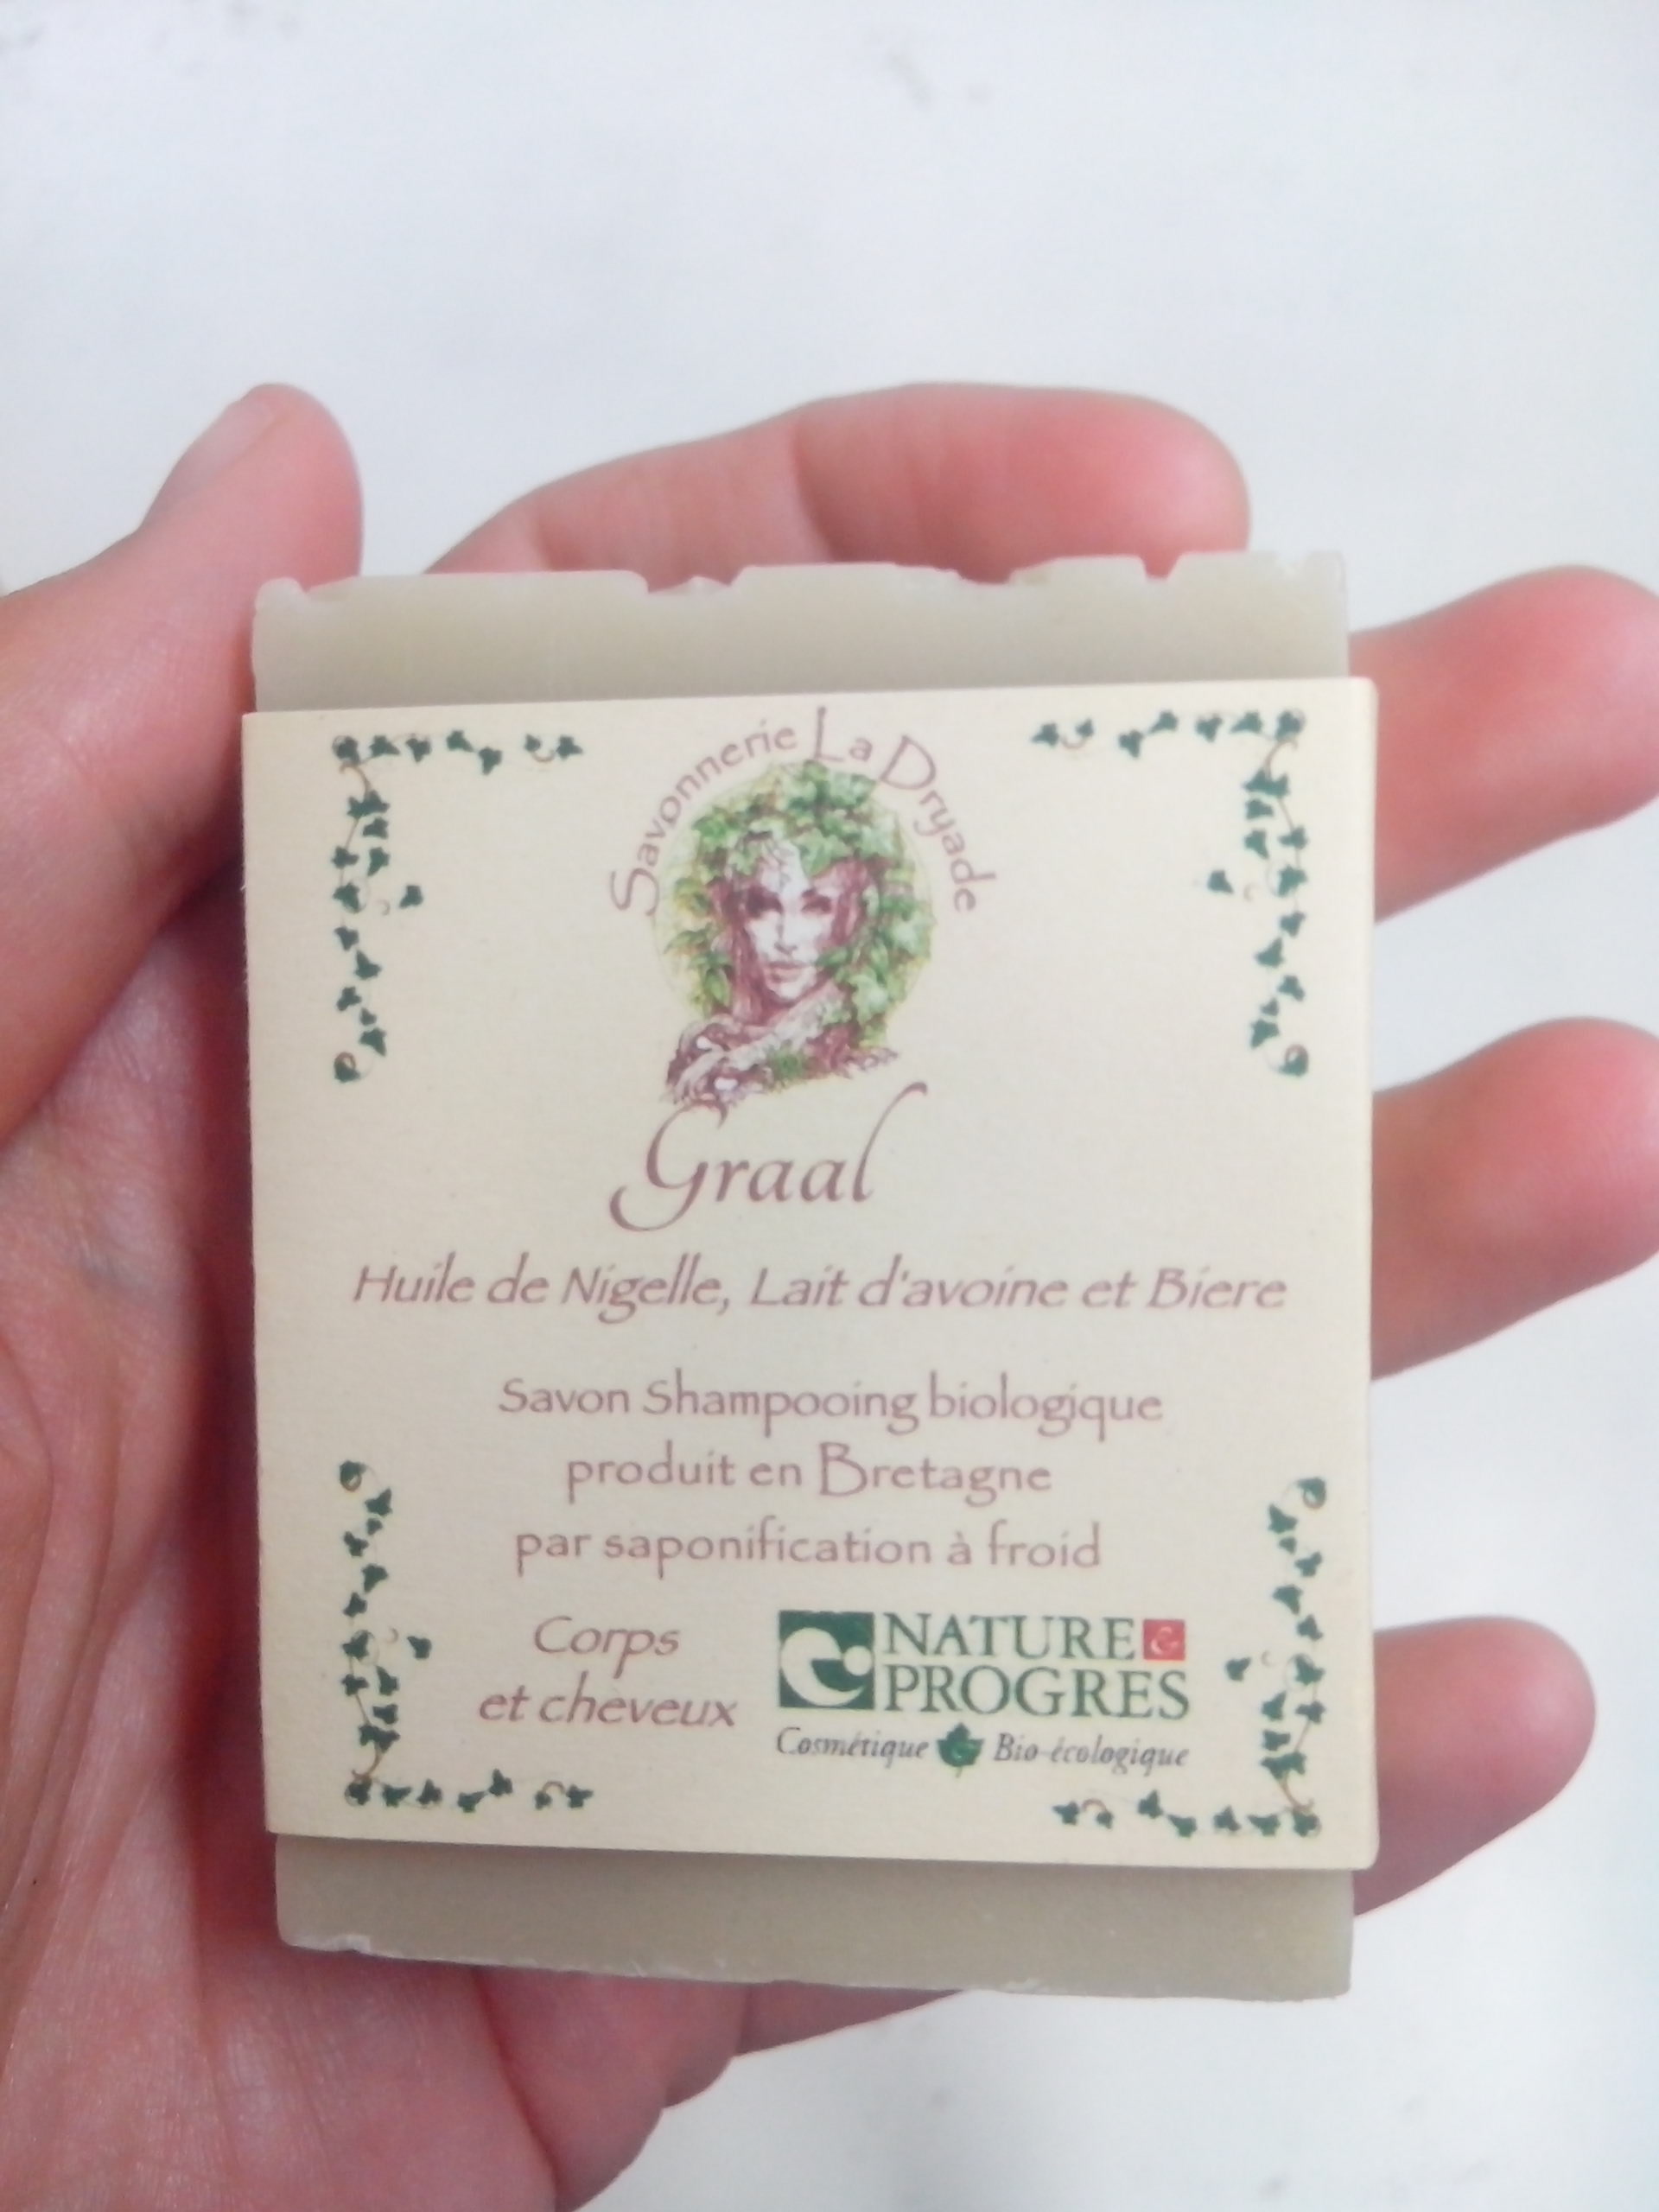 Savonnerie La Dryade
Graal
Huile de Nigelle, Lait d'avoine et Biere
Savon Shampooing biologique
produit en Bretagne
par saponification à froid
Corps
et cheveux
NATURE &
PROGRES
Cosmétique & Bio-écologique